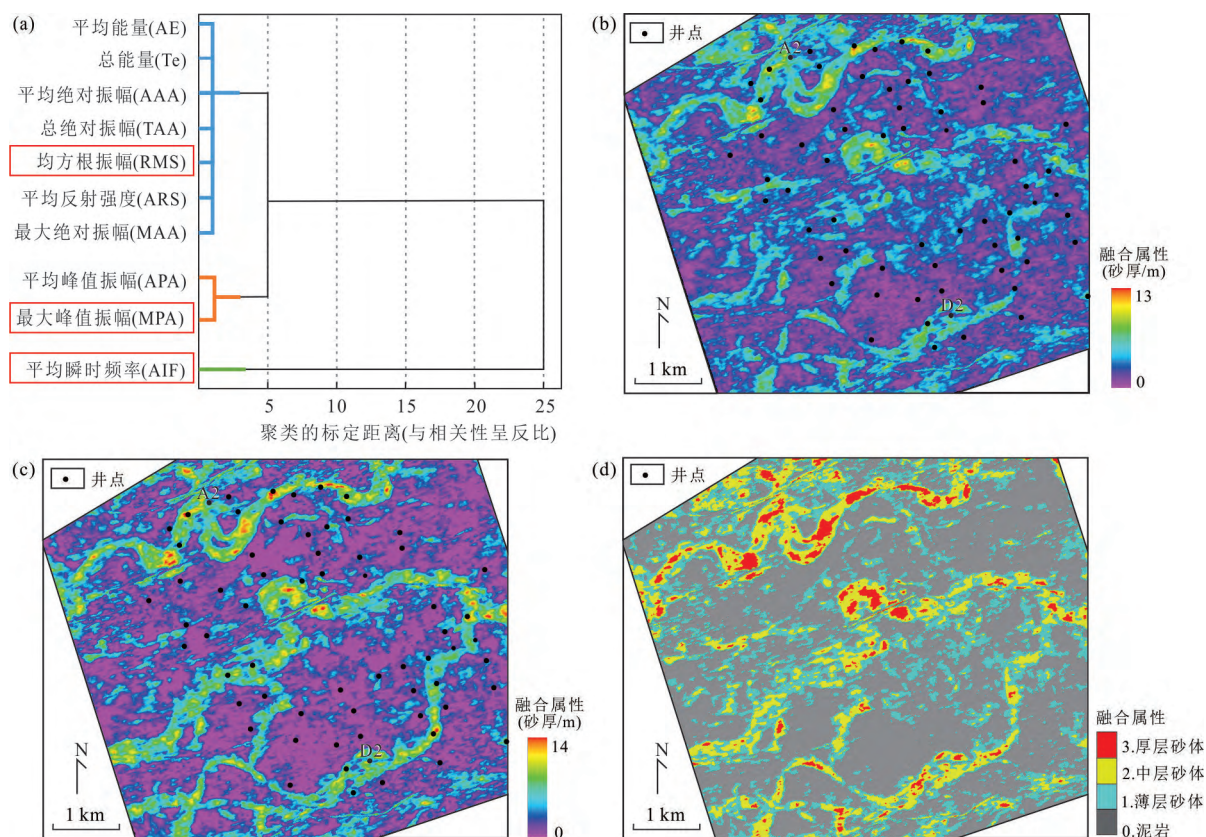 (a)
平均能量(AE)
总能量(Te)
平均绝对振幅(AAA)
总绝对振幅(TAA)
均方根振幅(RMS)
平均反射强度(ARS)
最大绝对振幅(MAA)
平均峰值振幅(APA)
最大峰值振幅(MPA)
平均瞬时频率(AIF)
5 10 15 20 25
聚类的标定距离(与相关性呈反比)
(b)
井点
A2
D2
N
1 km
融合属性
(砂厚/m)
13
0
(c)
井点
A2
D2
N
1 km
融合属性
(砂厚/m)
14
0
(d)
井点
N
1 km
融合属性
3.厚层砂体
2.中层砂体
1.薄层砂体
0.泥岩